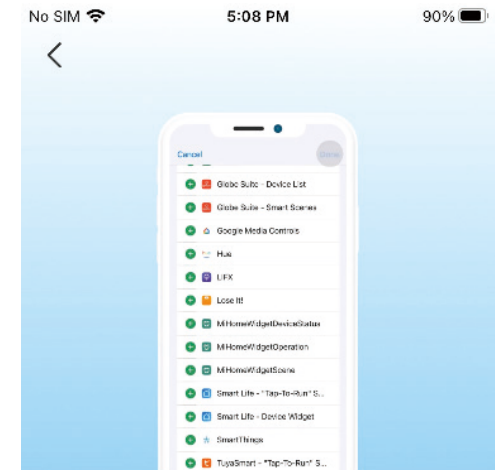 No SIM 5:08 PM 90%
Cancel Done
Globe Suite - Device List
Globe Suite - Smart Scenes
Google Media Controls
Hue
LIFX
Lose It!
MiHomeWidgetDeviceStatus
MiHomeWidgetOperation
MiHomeWidgetScene
Smart Life - "Tap-To-Run" S...
Smart Life - Device Widget
SmartThings
TuyaSmart - "Tap-To-Run" S...